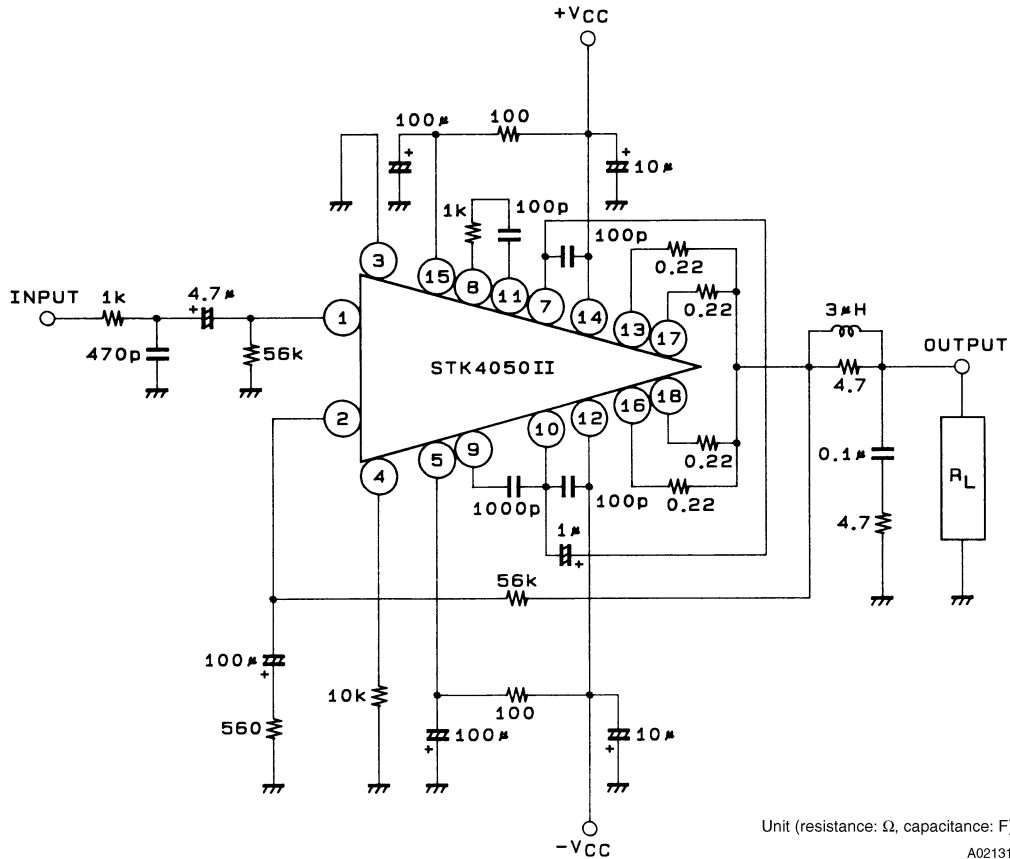 +VCC
100μ
100
+
+
10μ
1k
100p
100p
3
15
8
11
7
14
13
17
0.22
0.22
INPUT
1k
4.7μ
+
470p
56k
1
STK4050II
3μH
4.7
OUTPUT
2
4
5
9
10
12
16
18
0.22
0.22
1000p
100p
1μ
+
0.1μ
4.7
RL
56k
100μ
+
560
10k
100
100μ
+
10μ
+
-VCC
Unit (resistance: Ω, capacitance: F)
A02131